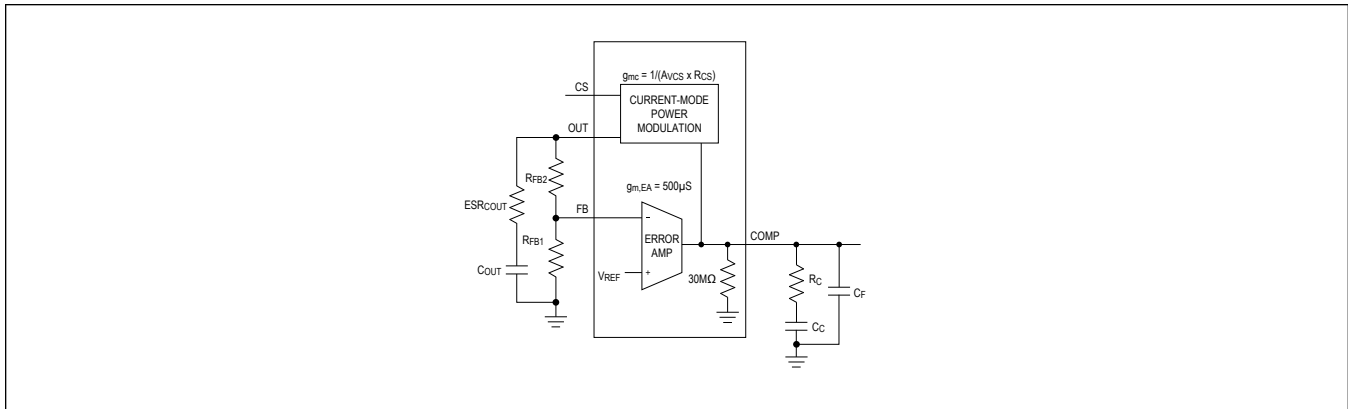 gmc = 1/(AVCS x RCS)
CS
CURRENT-MODE
POWER
MODULATION
OUT
RFB2
gm,EA = 500µS
ESRCOUT
FB
-
ERROR
AMP
COMP
RFB1
COUT
VREF
+
30MΩ
RC
CF
CC